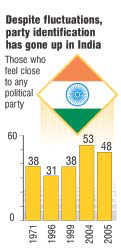 Despite fluctuations,
party identification
has gone up in India
Those who
feel close
to any
political
party
60
0
38
31
38
53
48
1971
1996
1999
2004
2005